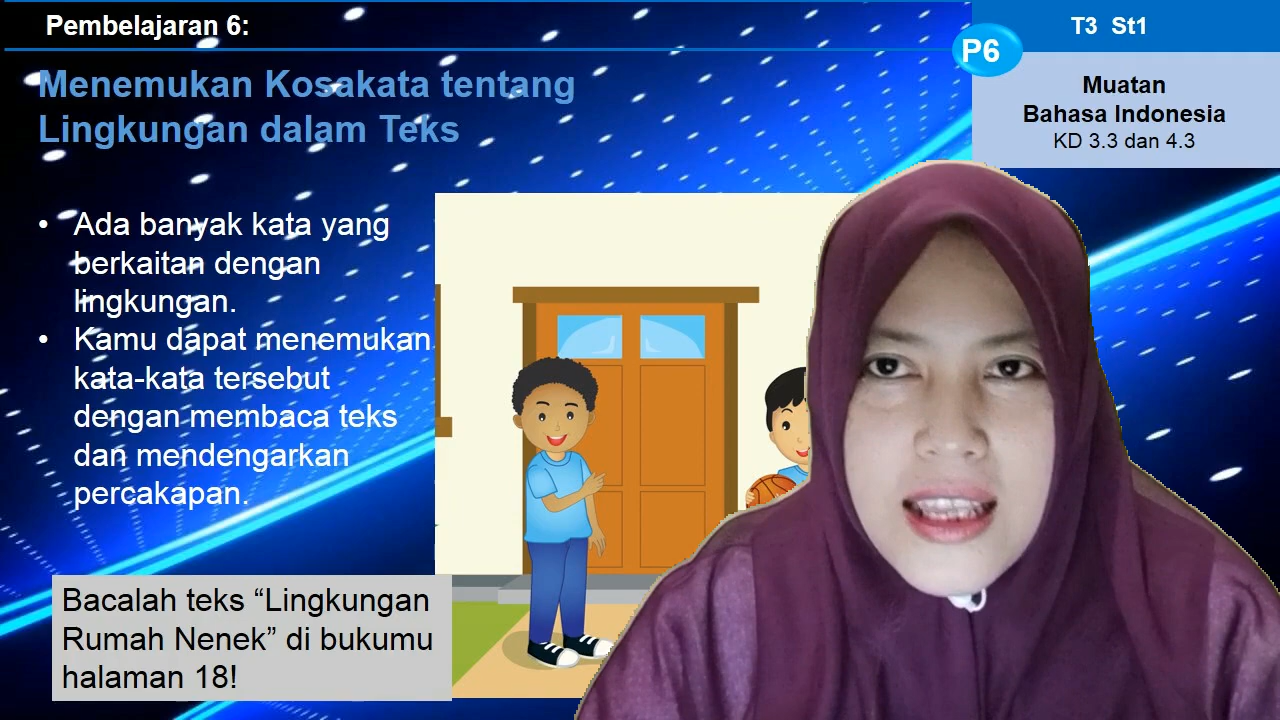 Pembelajaran 6:
T3 St1
P6
Muatan
Bahasa Indonesia
KD 3.3 dan 4.3
Menemukan Kosakata tentang
Lingkungan dalam Teks
• Ada banyak kata yang
berkaitan dengan
lingkungan.
• Kamu dapat menemukan
kata-kata tersebut
dengan membaca teks
dan mendengarkan
percakapan.
Bacalah teks “Lingkungan
Rumah Nenek” di bukumu
halaman 18!